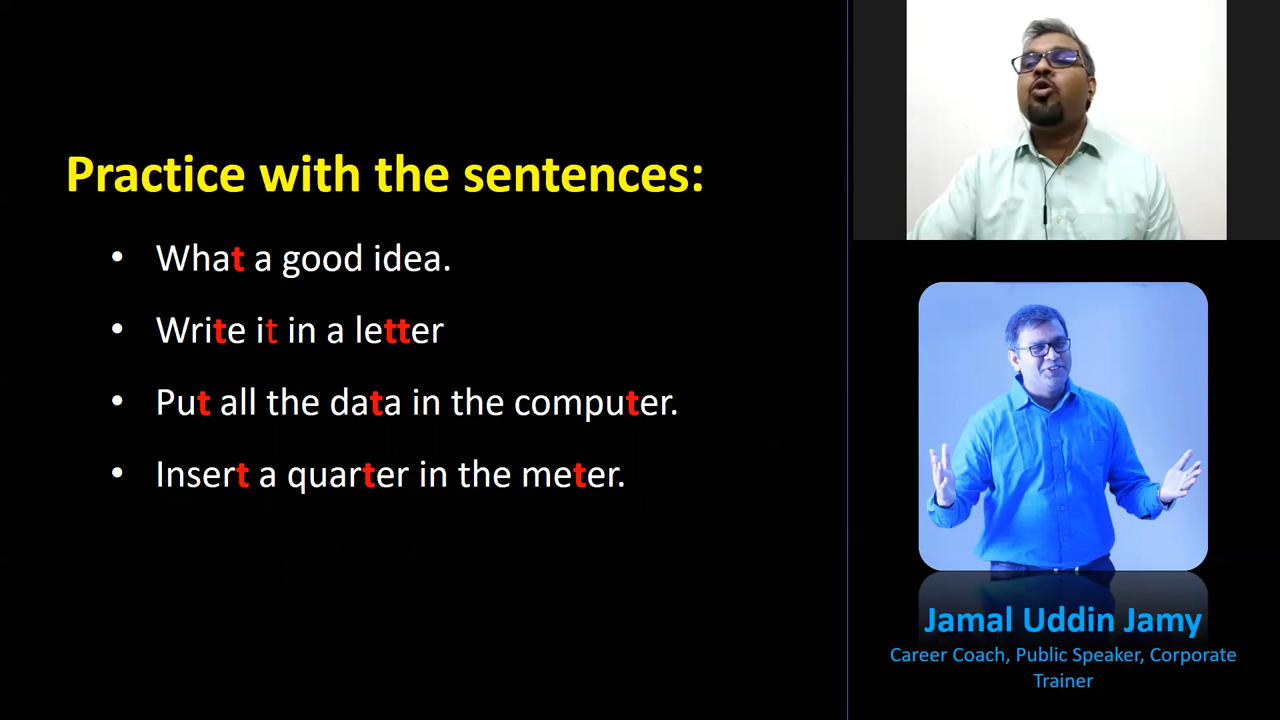 Practice with the sentences:
• What a good idea.
• Write it in a letter
• Put all the data in the computer.
• Insert a quarter in the meter.
Jamal Uddin Jamy
Career Coach, Public Speaker, Corporate
Trainer